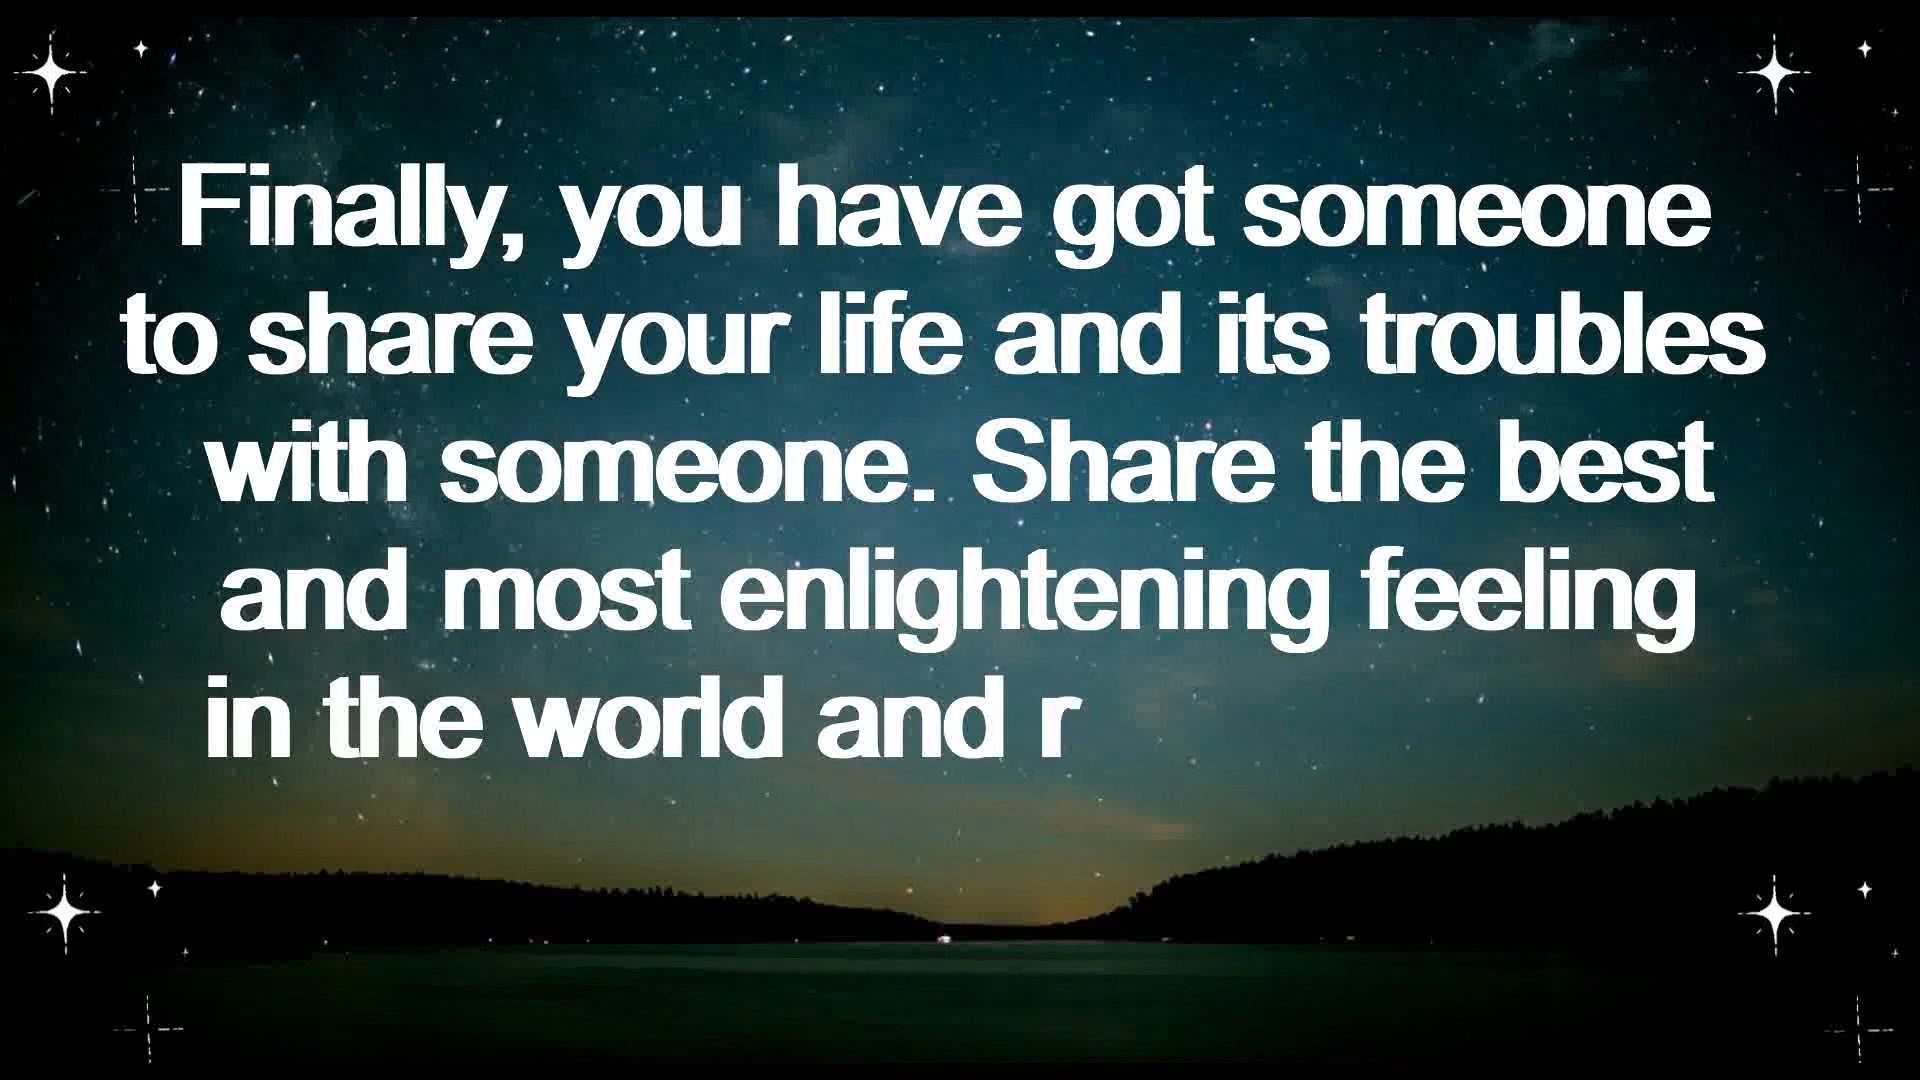 Finally, you have got someone
to share your life and its troubles
with someone. Share the best
and most enlightening feeling
in the world and r